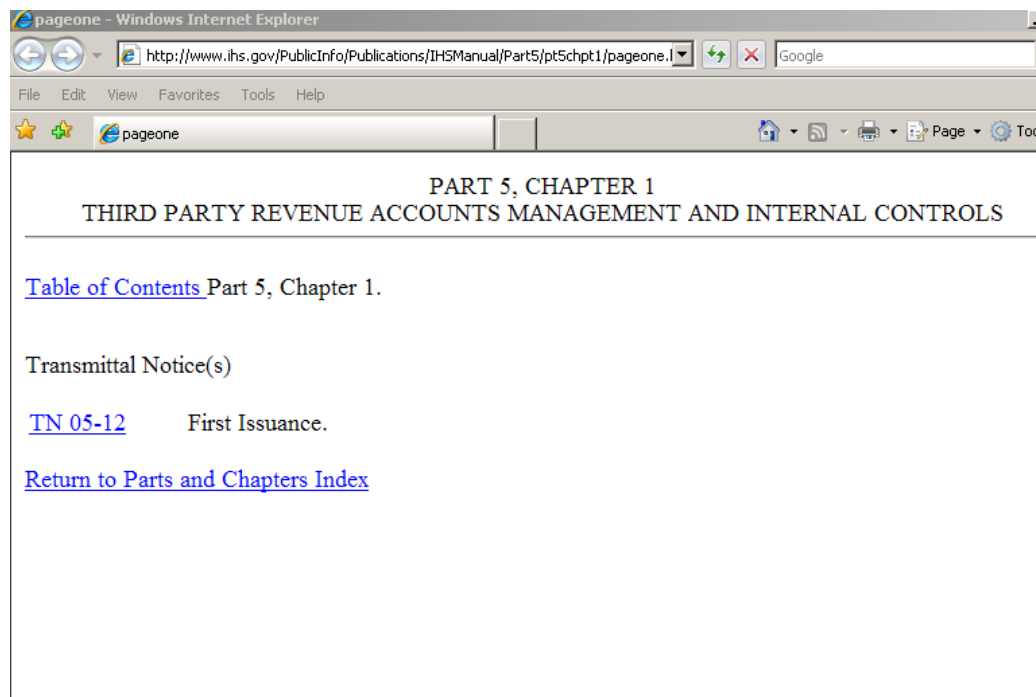 pageone - Windows Internet Explorer
http://www.ihs.gov/PublicInfo/Publications/IHSManual/Part5/pt5chpt1/pageone.
Google
File Edit View Favorites Tools Help
pageone
Page
PART 5, CHAPTER 1
THIRD PARTY REVENUE ACCOUNTS MANAGEMENT AND INTERNAL CONTROLS
Table of Contents Part 5, Chapter 1.
Transmittal Notice(s)
TN 05-12 First Issuance.
Return to Parts and Chapters Index